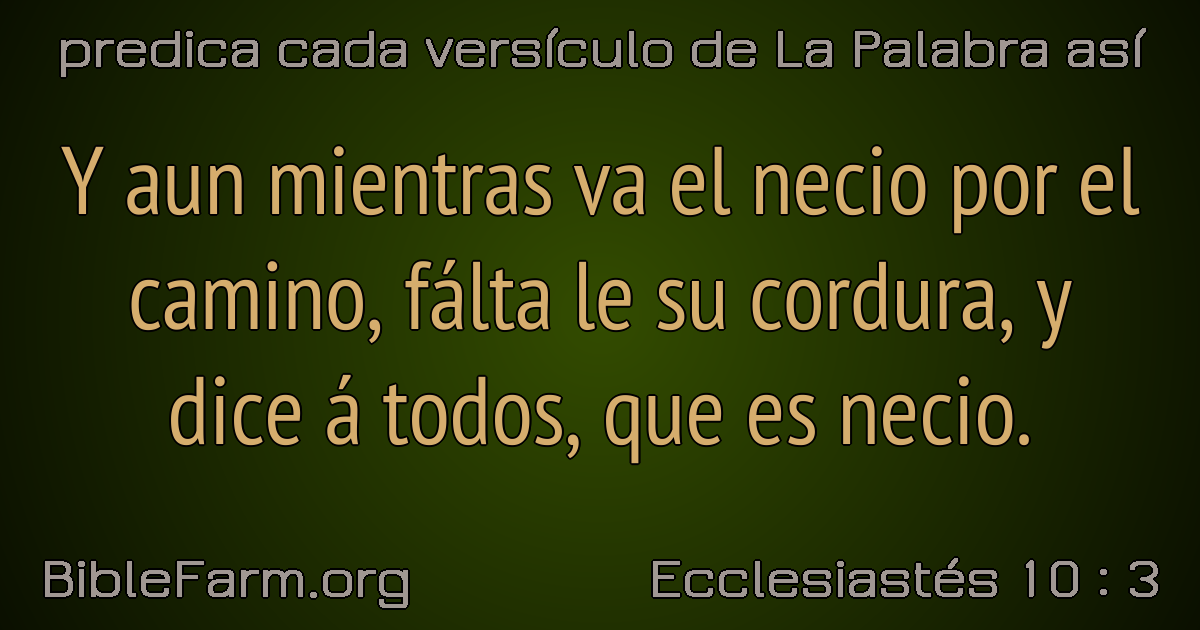 predica cada versículo de La Palabra así
Y aun mientras va el necio por el
camino, fálta le su cordura, y
dice á todos, que es necio.
BibleFarm.org
Ecclesiastés 10 : 3